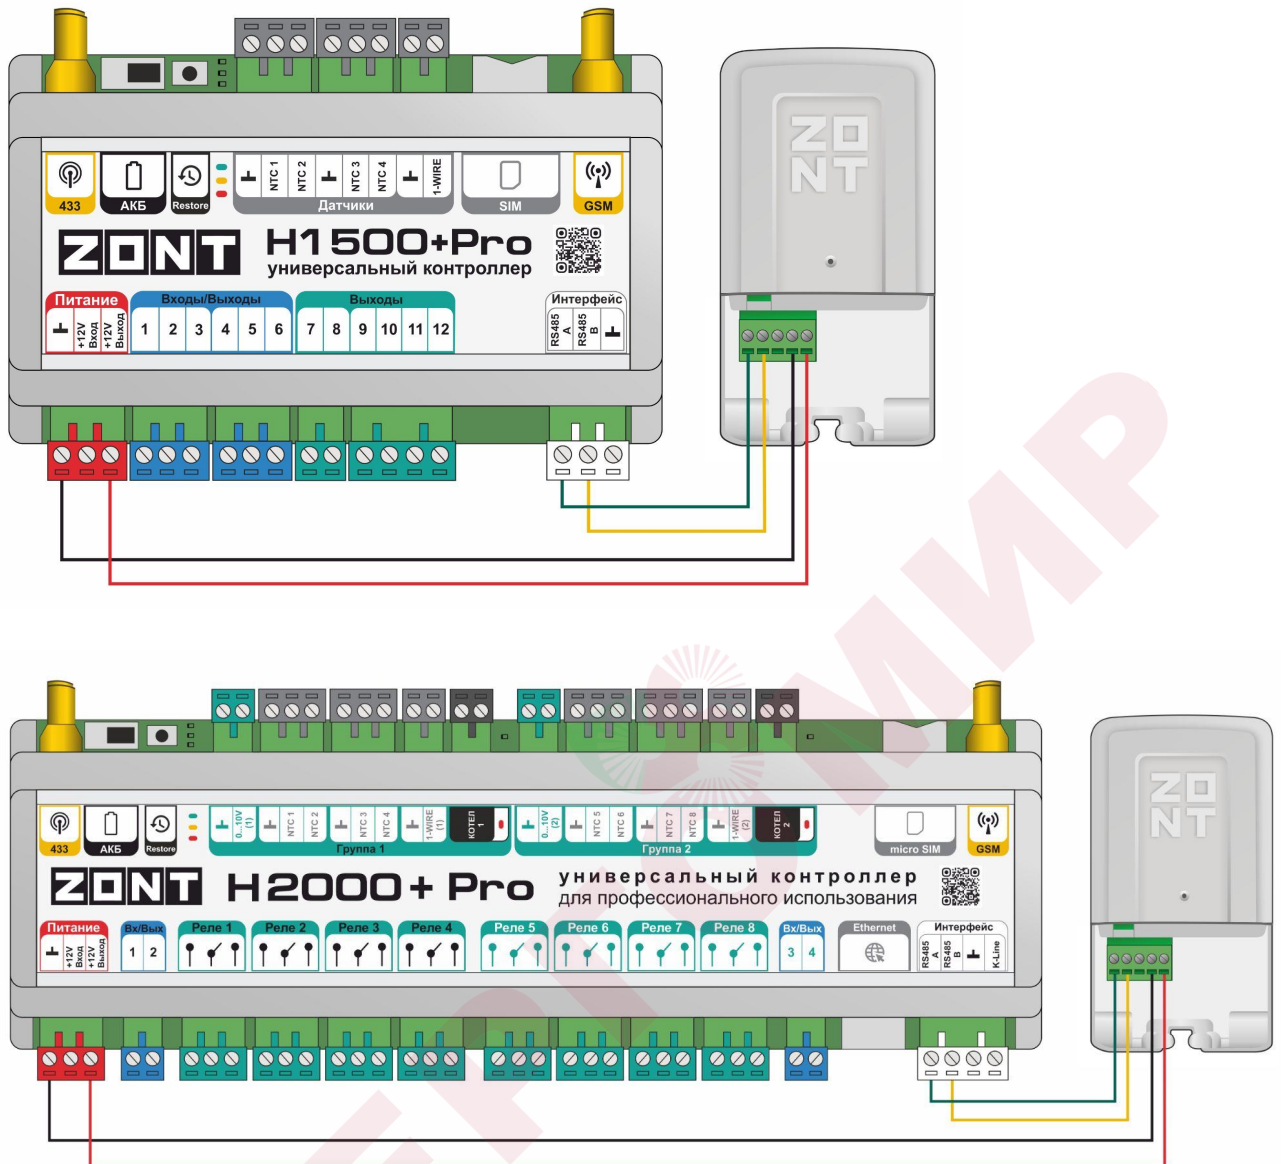 ZONT
433
АКБ
Restore
NTC 1
NTC 2
NTC 3
NTC 4
1-WIRE
Датчики
SIM
GSM
ZONT
H1500+Pro
универсальный контроллер
Питание
Входы/Выходы
Выходы
Интерфейс
+12V Вход
+12V Выход
1 2 3 4 5 6
7 8 9 10 11 12
RS485 A
RS485 B
433
АКБ
Restore
0...10V (1)
NTC 1
NTC 2
NTC 3
NTC 4
1-WIRE (1)
КОТЕЛ 1
Группа 1
0...10V (2)
NTC 5
NTC 6
NTC 7
NTC 8
1-WIRE (2)
КОТЕЛ 2
Группа 2
micro SIM
GSM
ZONT
ZONT
H2000+ Pro
универсальный контроллер
для профессионального использования
Питание
Вх/Вых
Реле 1
Реле 2
Реле 3
Реле 4
Реле 5
Реле 6
Реле 7
Реле 8
Вх/Вых
Ethernet
Интерфейс
+12V Вход
+12V Выход
1 2
3 4
RS485 A
RS485 B
K-Line
ЕРГОМИР